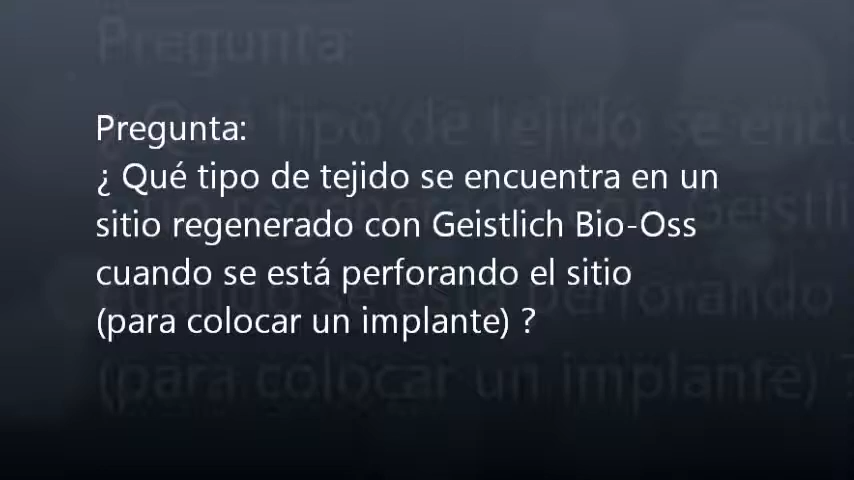 Pregunta:
¿ Qué tipo de tejido se encuentra en un
sitio regenerado con Geistlich Bio-Oss
cuando se está perforando el sitio
(para colocar un implante) ?